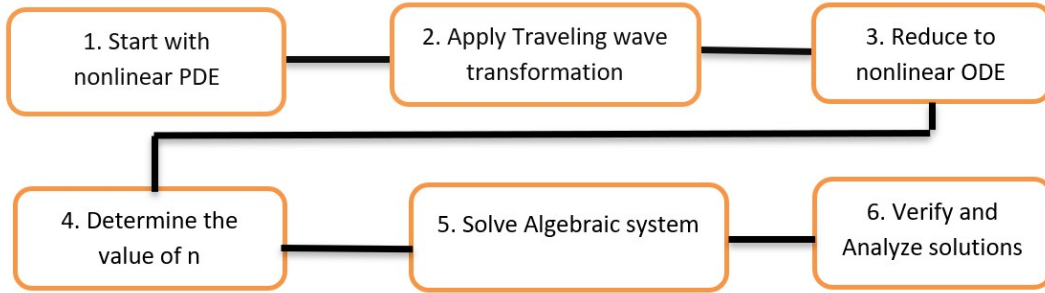 1. Start with
nonlinear PDE
2. Apply Traveling wave
transformation
3. Reduce to
nonlinear ODE
4. Determine the
value of n
5. Solve Algebraic system
6. Verify and
Analyze solutions